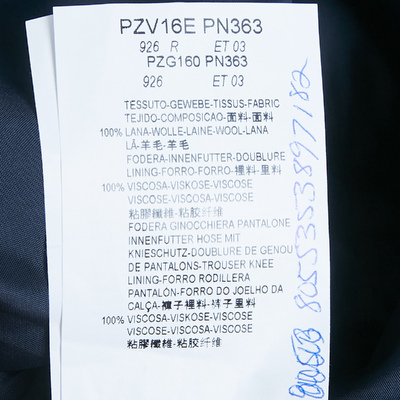 PZV16E PN363
926 R ET 03
PZG160 PN363
926 ET 03
TESSUTO-GEWEBE-TISSUS-FABRIC
TEJIDO-COMPOSICAO-面料-面料
100% LANA-WOLLE-LAINE-WOOL-LANA
LÃ-羊毛-羊毛
FODERA-INNENFUTTER-DOUBLURE
LINING-FORRO-FORRO-裡料-里料
100% VISCOSA-VISKOSE-VISCOSE
VISCOSE-VISCOSA-VISCOSE
粘膠纖維-粘胶纤维
FODERA GINOCCHIERA PANTALONE
INNENFUTTER HOSE MIT
KNIESCHUTZ-DOUBLURE DE GENOU
DE PANTALONS-TROUSER KNEE
LINING-FORRO RODILLERA
PANTALÓN-FORRO DO JOELHO DA
CALÇA-褲子裡料-裤子里料
100% VISCOSA-VISKOSE-VISCOSE
VISCOSE-VISCOSA-VISCOSE
粘膠纖維-粘胶纤维
8055353897182